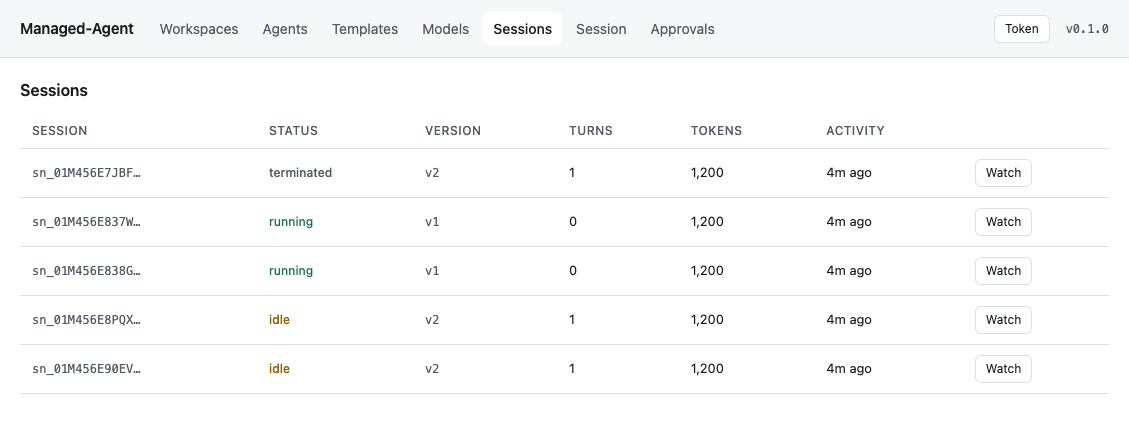 Managed-Agent Workspaces Agents Templates Models Sessions Session Approvals Token v0.1.0
Sessions
SESSION STATUS VERSION TURNS TOKENS ACTIVITY
sn_01M456E7JBF… terminated v2 1 1,200 4m ago Watch
sn_01M456E837W… running v1 0 1,200 4m ago Watch
sn_01M456E838G… running v1 0 1,200 4m ago Watch
sn_01M456E8PQX… idle v2 1 1,200 4m ago Watch
sn_01M456E90EV… idle v2 1 1,200 4m ago Watch